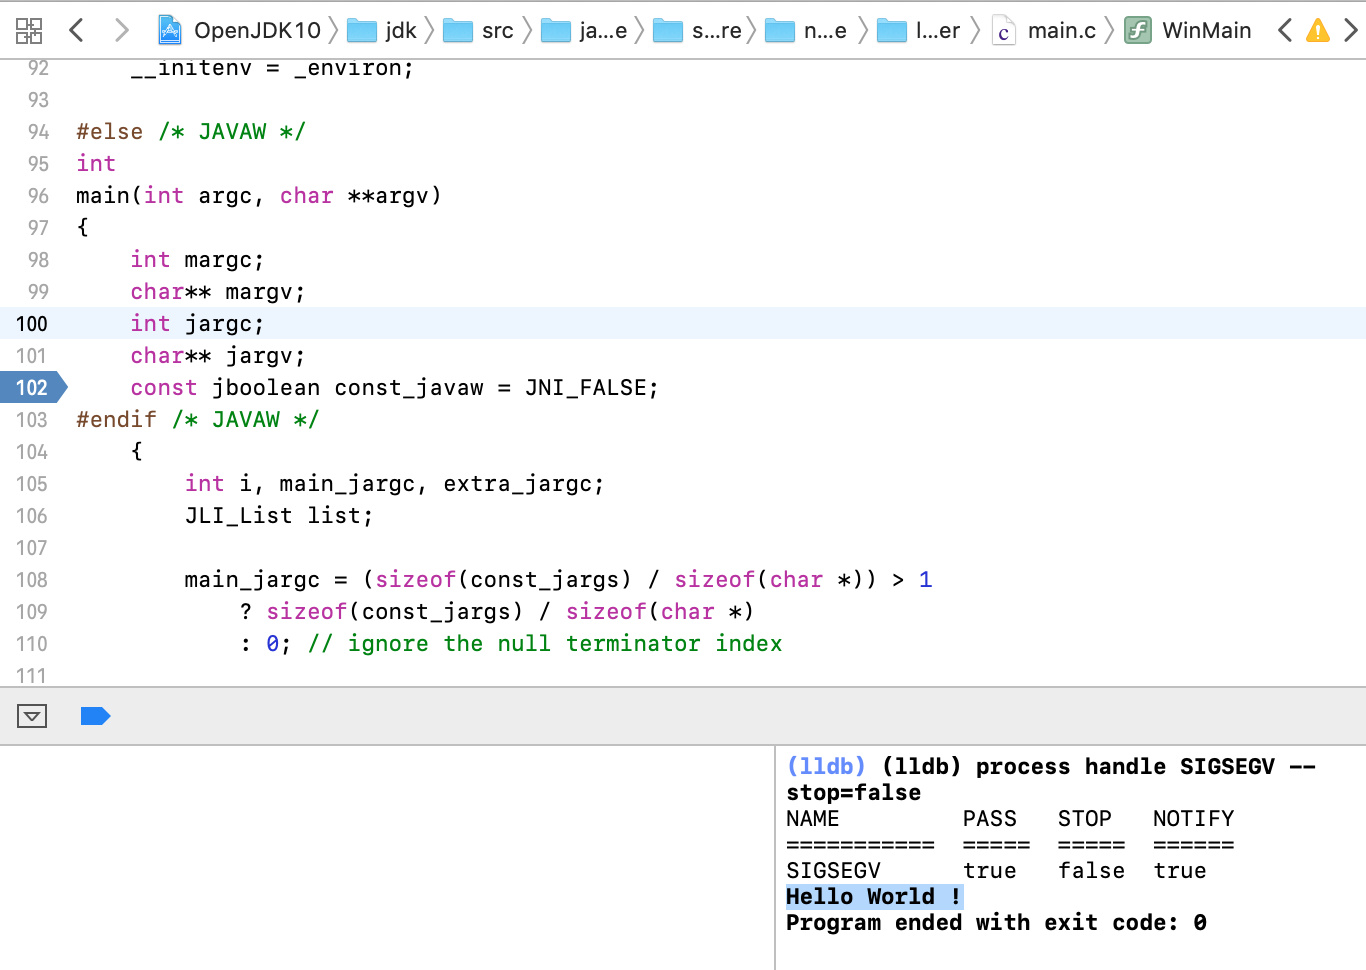 OpenJDK10 jdk src ja...e s...re n...e l...er main.c WinMain
92 __initenv = _environ;
93
94 #else /* JAVAW */
95 int
96 main(int argc, char **argv)
97 {
98 int margc;
99 char** margv;
100 int jargc;
101 char** jargv;
102 const jboolean const_javaw = JNI_FALSE;
103 #endif /* JAVAW */
104 {
105 int i, main_jargc, extra_jargc;
106 JLI_List list;
107
108 main_jargc = (sizeof(const_jargs) / sizeof(char *)) > 1
109 ? sizeof(const_jargs) / sizeof(char *)
110 : 0; // ignore the null terminator index
111
(lldb) (lldb) process handle SIGSEGV --
stop=false
NAME PASS STOP NOTIFY
=========== ===== ===== ======
SIGSEGV true false true
Hello World !
Program ended with exit code: 0